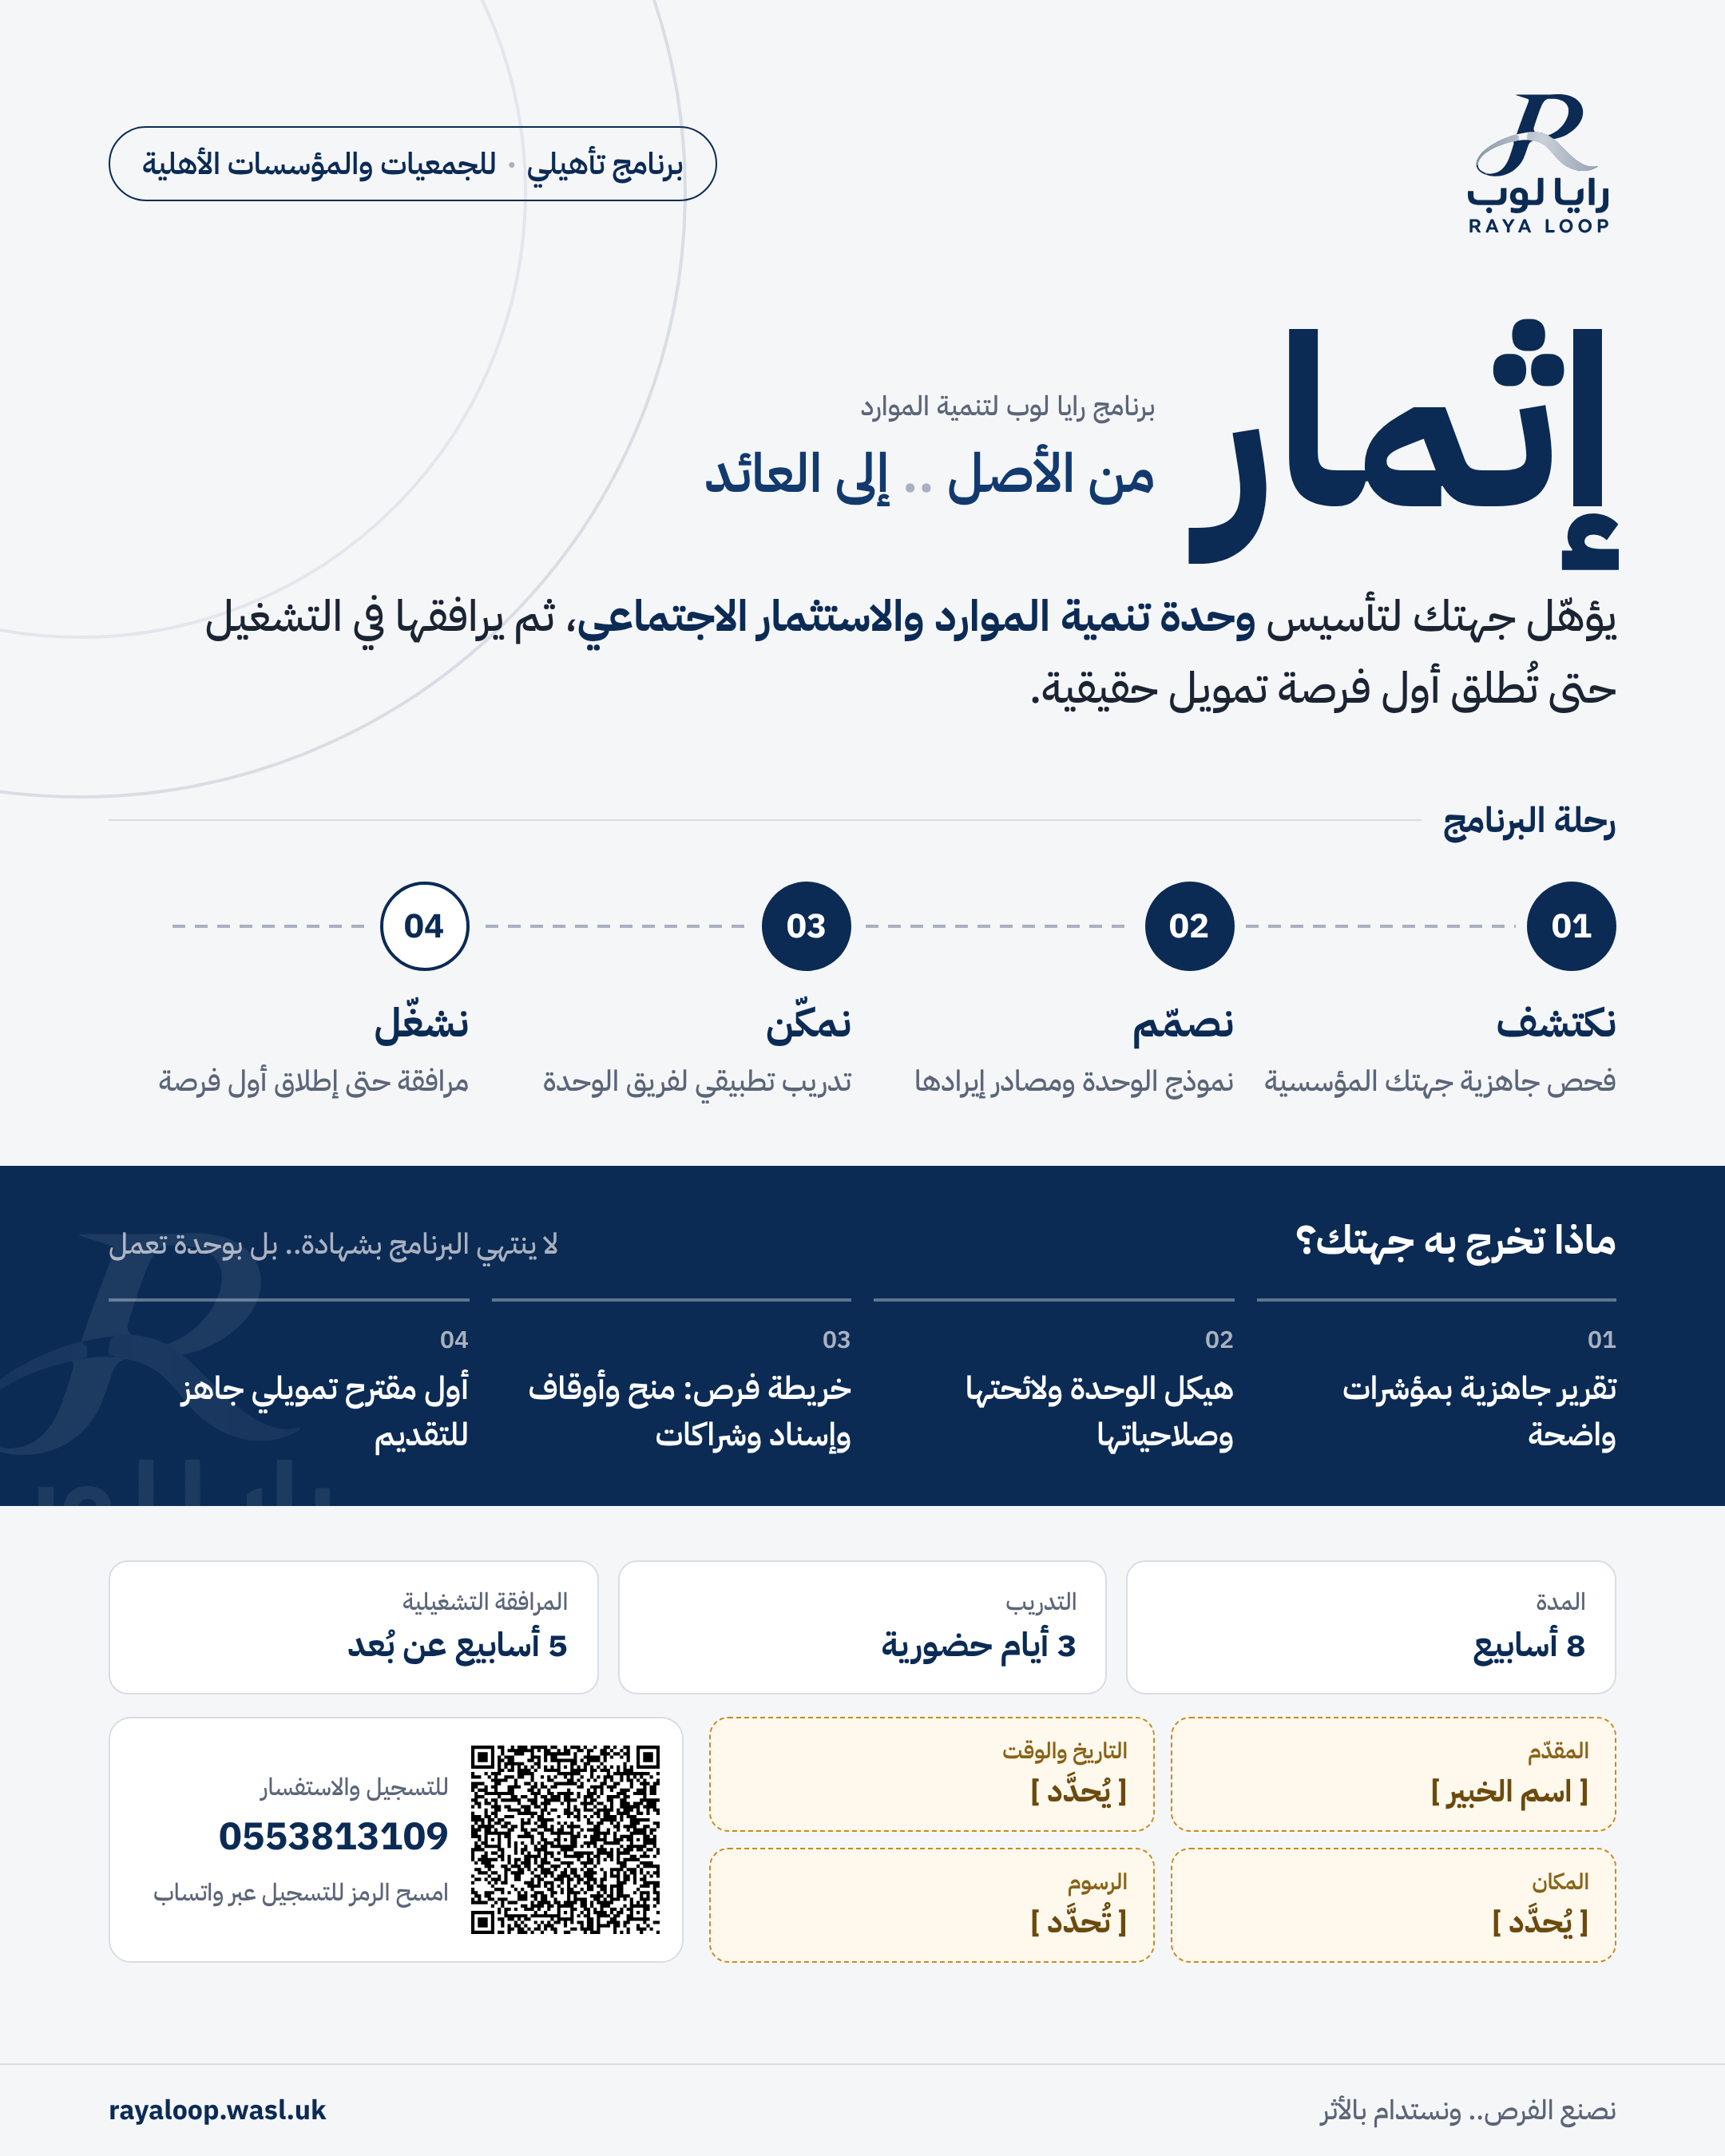 رايا لوب
RAYA LOOP
برنامج تأهيلي · للجمعيات والمؤسسات الأهلية
إثمار
برنامج رايا لوب لتنمية الموارد
من الأصل .. إلى العائد
يؤهّل جهتك لتأسيس وحدة تنمية الموارد والاستثمار الاجتماعي، ثم يرافقها في التشغيل
حتى تُطلق أول فرصة تمويل حقيقية.
رحلة البرنامج
01
نكتشف
فحص جاهزية جهتك المؤسسية
02
نصمّم
نموذج الوحدة ومصادر إيرادها
03
نمكّن
تدريب تطبيقي لفريق الوحدة
04
نشغّل
مرافقة حتى إطلاق أول فرصة
ماذا تخرج به جهتك؟
لا ينتهي البرنامج بشهادة.. بل بوحدة تعمل
01
تقرير جاهزية بمؤشرات
واضحة
02
هيكل الوحدة ولائحتها
وصلاحياتها
03
خريطة فرص: منح وأوقاف
وإسناد وشراكات
04
أول مقترح تمويلي جاهز
للتقديم
المدة
8 أسابيع
التدريب
3 أيام حضورية
المرافقة التشغيلية
5 أسابيع عن بُعد
المقدّم
[ اسم الخبير ]
التاريخ والوقت
[ يُحدَّد ]
المكان
[ يُحدَّد ]
الرسوم
[ تُحدَّد ]
للتسجيل والاستفسار
0553813109
امسح الرمز للتسجيل عبر واتساب
نصنع الفرص.. ونستدام بالأثر
rayaloop.wasl.uk